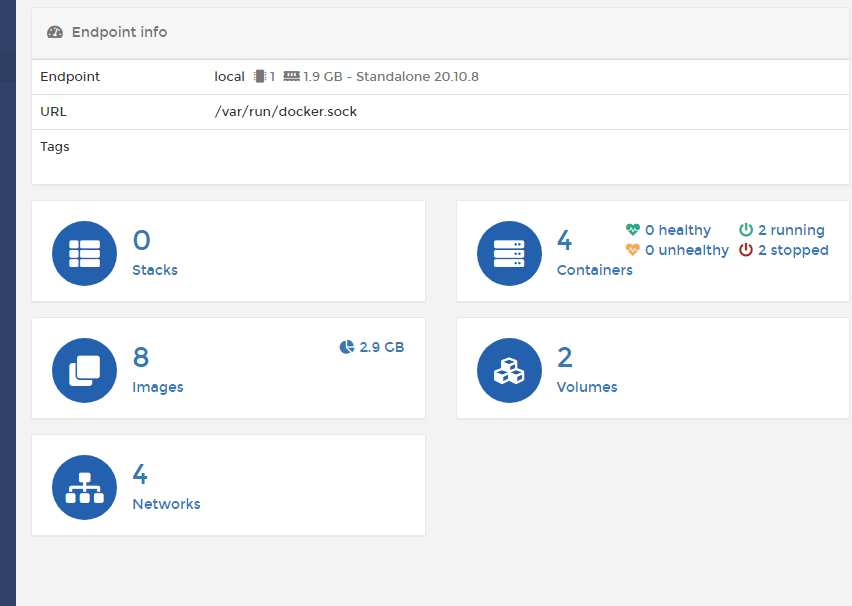 Endpoint info
Endpoint local 1 1.9 GB - Standalone 20.10.8
URL /var/run/docker.sock
Tags
0
Stacks
4
Containers
0 healthy 2 running
0 unhealthy 2 stopped
8
Images
2.9 GB
2
Volumes
4
Networks